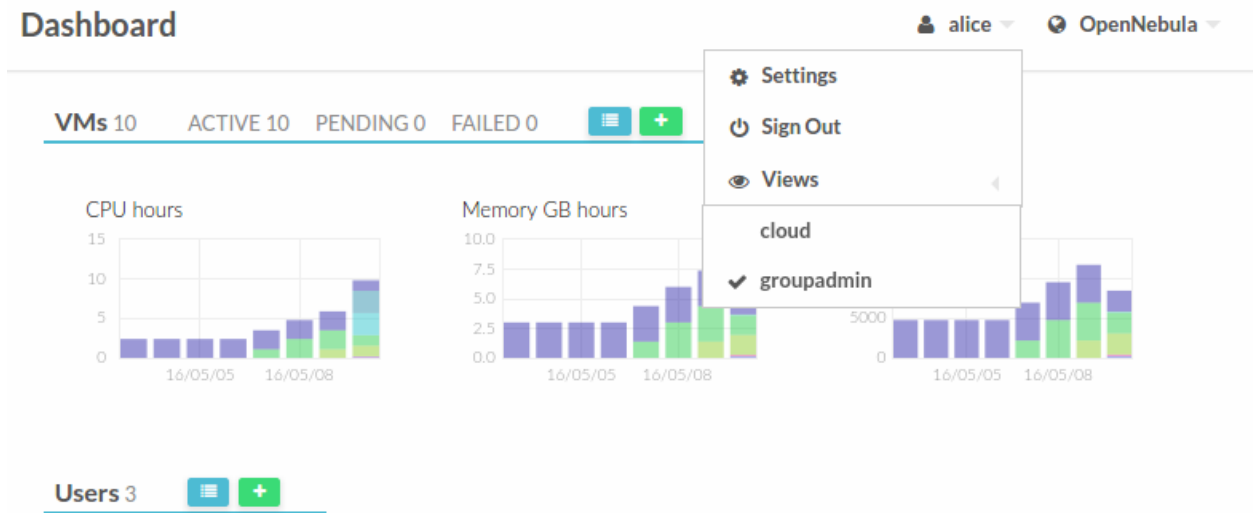 Dashboard
alice
OpenNebula
Settings
Sign Out
Views
cloud
groupadmin
VMs 10 ACTIVE 10 PENDING 0 FAILED 0
CPU hours
15
10
5
0
16/05/05 16/05/08
Memory GB hours
10.0
7.5
5.0
2.5
0.0
16/05/05 16/05/08
5000
0
16/05/05 16/05/08
Users 3